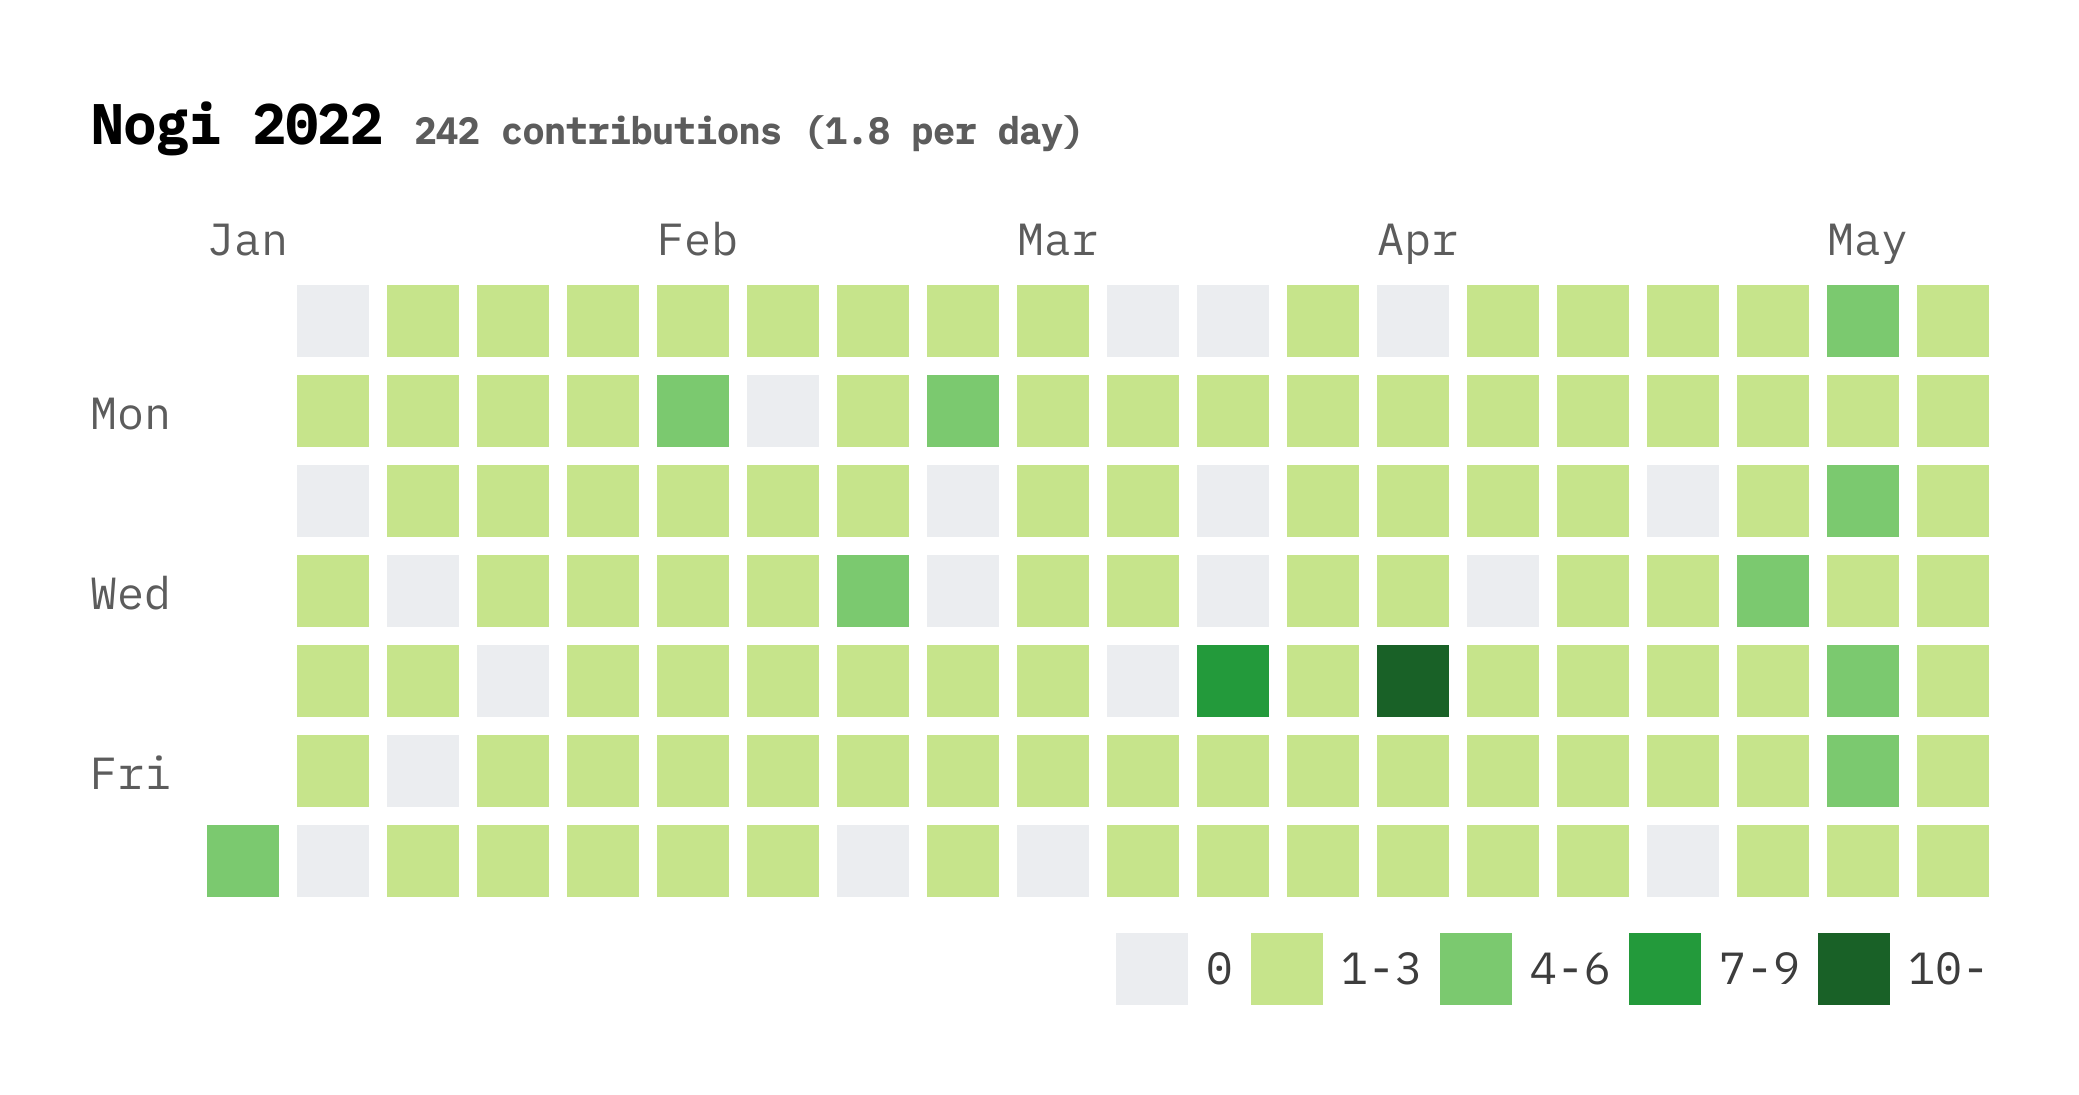 Nogi 2022 242 contributions (1.8 per day)
Jan Feb Mar Apr May
Mon
Wed
Fri
0 1-3 4-6 7-9 10-